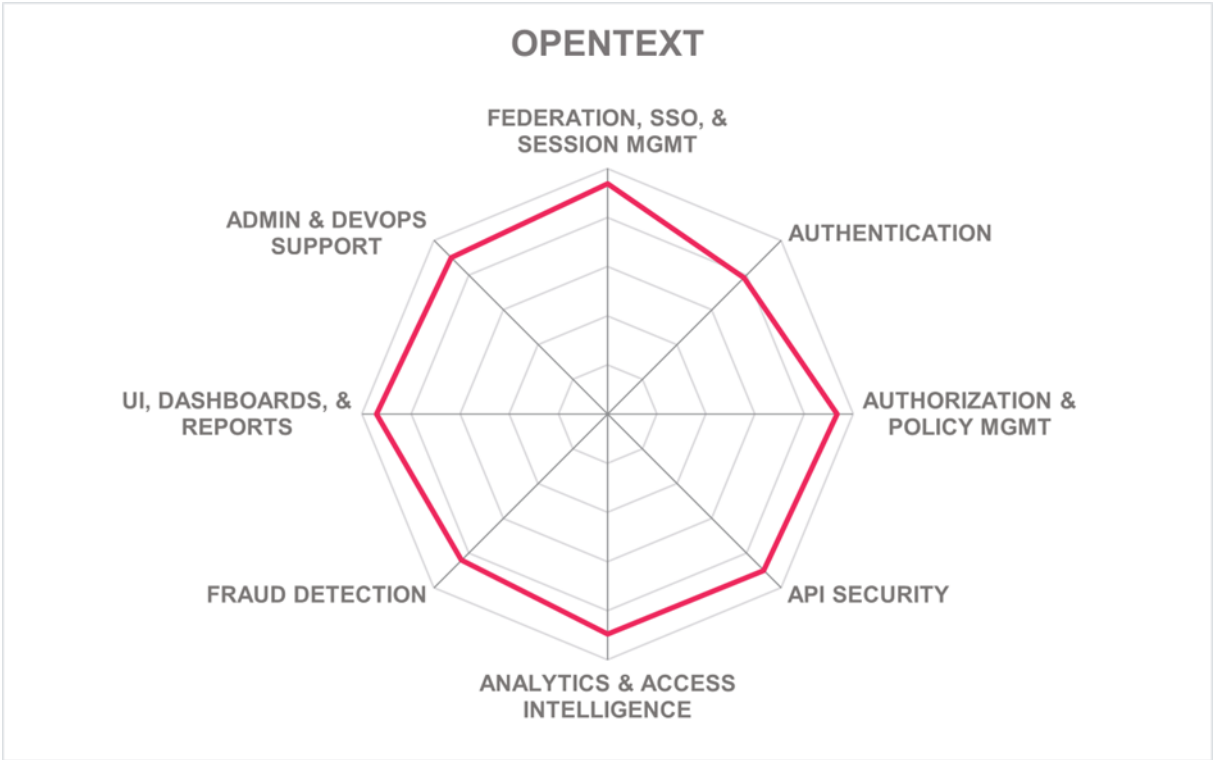 OPENTEXT
FEDERATION, SSO, &
SESSION MGMT
ADMIN & DEVOPS
SUPPORT
AUTHENTICATION
UI, DASHBOARDS, &
REPORTS
AUTHORIZATION &
POLICY MGMT
FRAUD DETECTION
API SECURITY
ANALYTICS & ACCESS
INTELLIGENCE